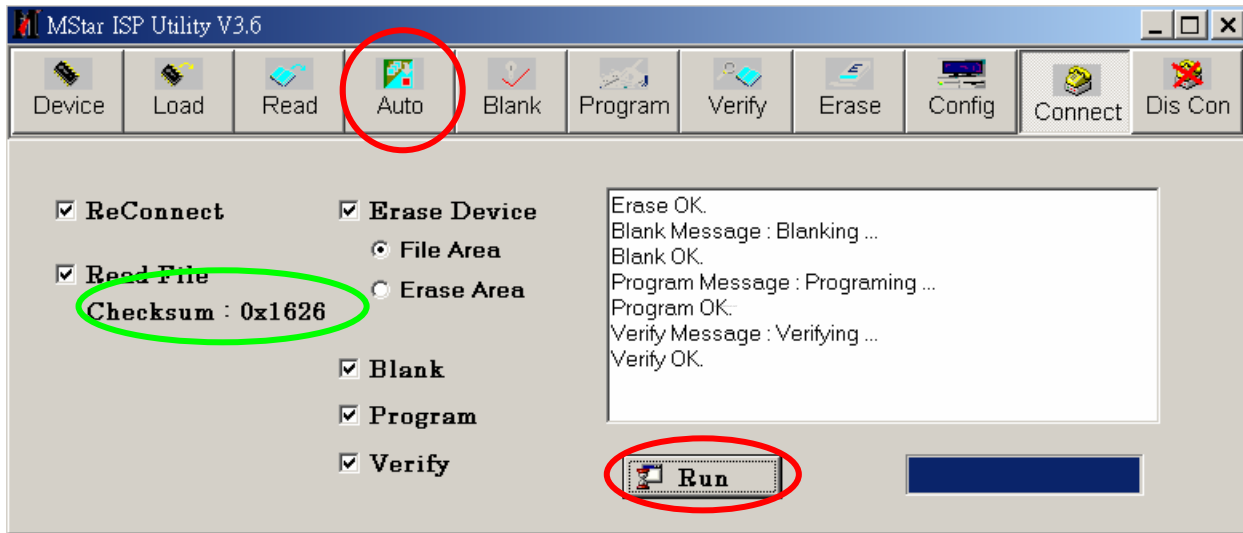 MStar ISP Utility V3.6
Device Load Read Auto Blank Program Verify Erase Config Connect Dis Con
ReConnect
Read File
Checksum : 0x1626
Erase Device
File Area
Erase Area
Blank
Program
Verify
Erase OK.
Blank Message : Blanking ...
Blank OK.
Program Message : Programing ...
Program OK.
Verify Message : Verifying ...
Verify OK.
Run